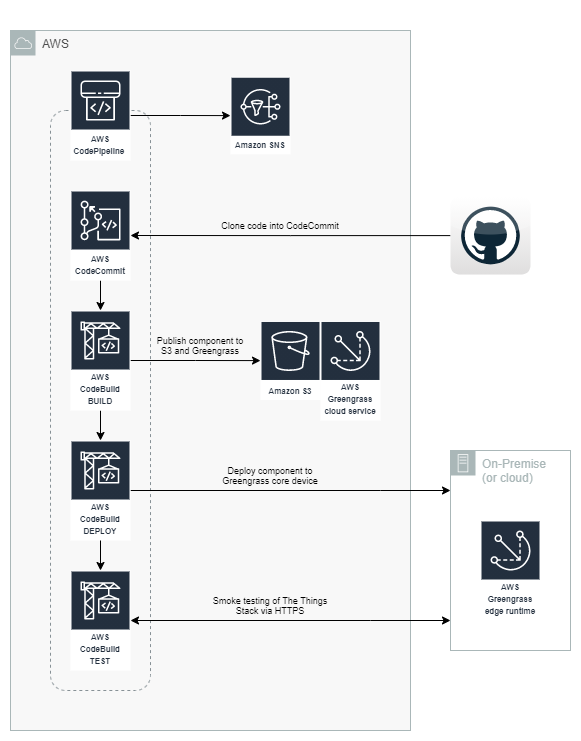 AWS
AWS
CodePipeline
Amazon SNS
AWS
CodeCommit
Clone code into CodeCommit
AWS
CodeBuild
BUILD
Publish component to
S3 and Greengrass
Amazon S3
AWS
Greengrass
cloud service
AWS
CodeBuild
DEPLOY
Deploy component to
Greengrass core device
On-Premise
(or cloud)
AWS
Greengrass
edge runtime
AWS
CodeBuild
TEST
Smoke testing of The Things
Stack via HTTPS